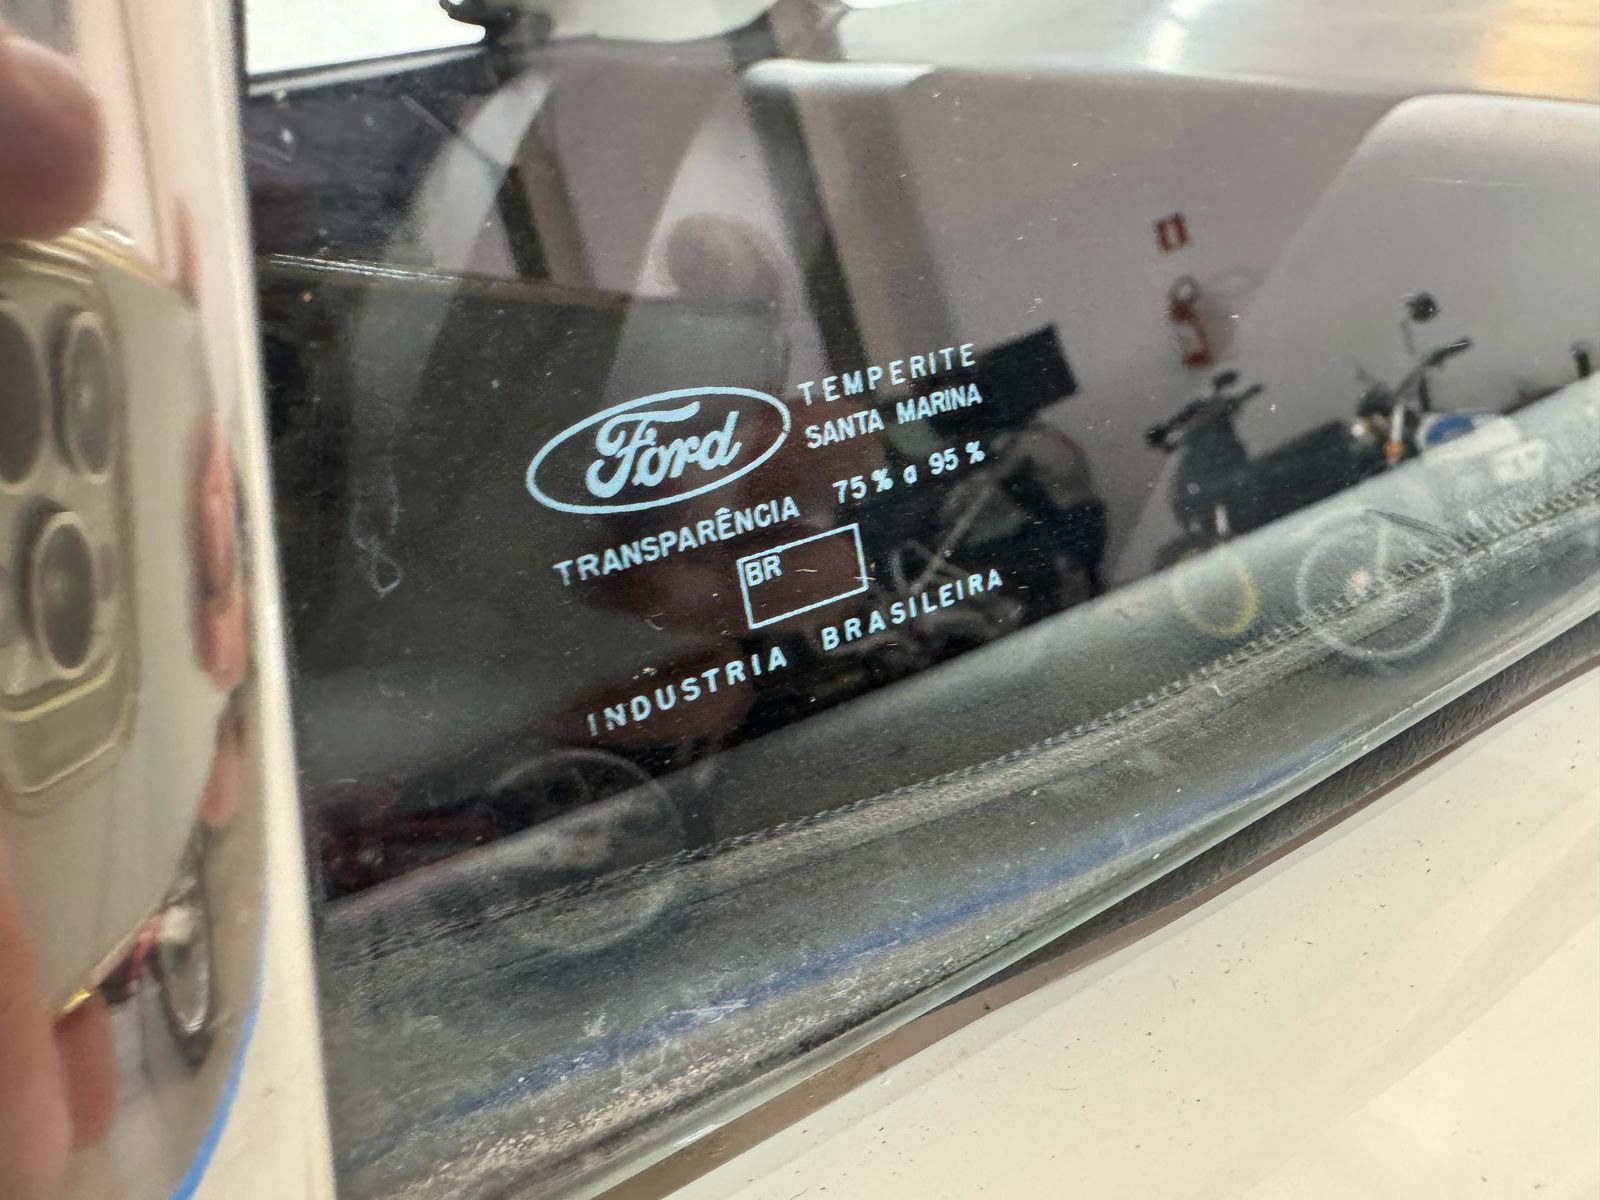 Ford
TEMPERITE
SANTA MARINA
TRANSPARÊNCIA 75% a 95%
BR
INDUSTRIA BRASILEIRA